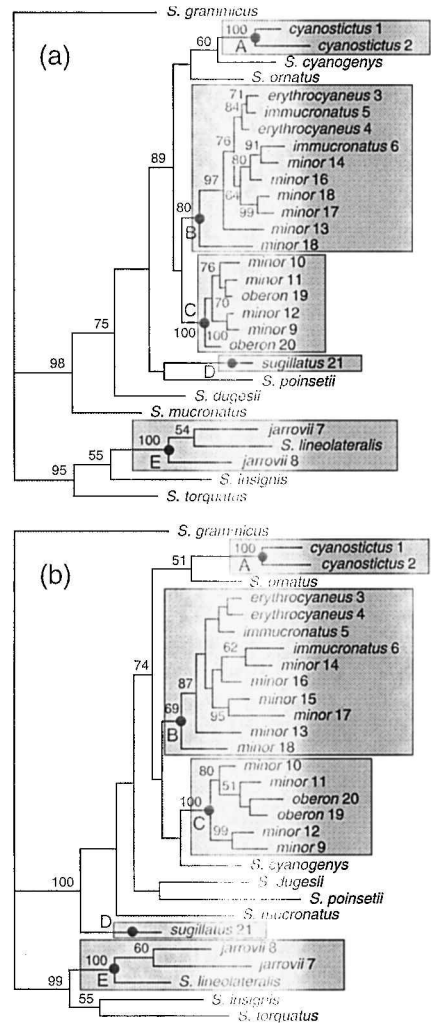 S. grammicus
(a)
100
cyanostictus 1
A
cyanostictus 2
60
S. cyanogenys
S. ornatus
71
erythrocyaneus 3
84
immucronatus 5
erythrocyaneus 4
76
91
immucronatus 6
80
minor 14
minor 16
97
64
minor 18
99
minor 17
80
minor 13
B
minor 18
89
76
minor 10
minor 11
70
oberon 19
C
minor 12
100
100
minor 9
oberon 20
75
sugillatus 21
D
S. poinsetii
98
S. dugesii
S. mucronatus
54
jarrovii 7
100
S. lineolateralis
E
jarrovii 8
55
S. insignis
95
S. torquatus
S. grammicus
(b)
100
cyanostictus 1
51
A
cyanostictus 2
S. ornatus
erythrocyaneus 3
erythrocyaneus 4
immucronatus 5
74
62
immucronatus 6
minor 14
87
minor 16
minor 15
69
95
minor 17
B
minor 13
minor 18
80
minor 10
minor 11
100
51
oberon 20
C
oberon 19
99
minor 12
minor 9
S. cyanogenys
100
S. dugesii
S. poinsetii
S. mucronatus
D
sugillatus 21
60
jarrovii 8
100
jarrovii 7
E
S. lineolateralis
99
55
S. insignis
S. torquatus